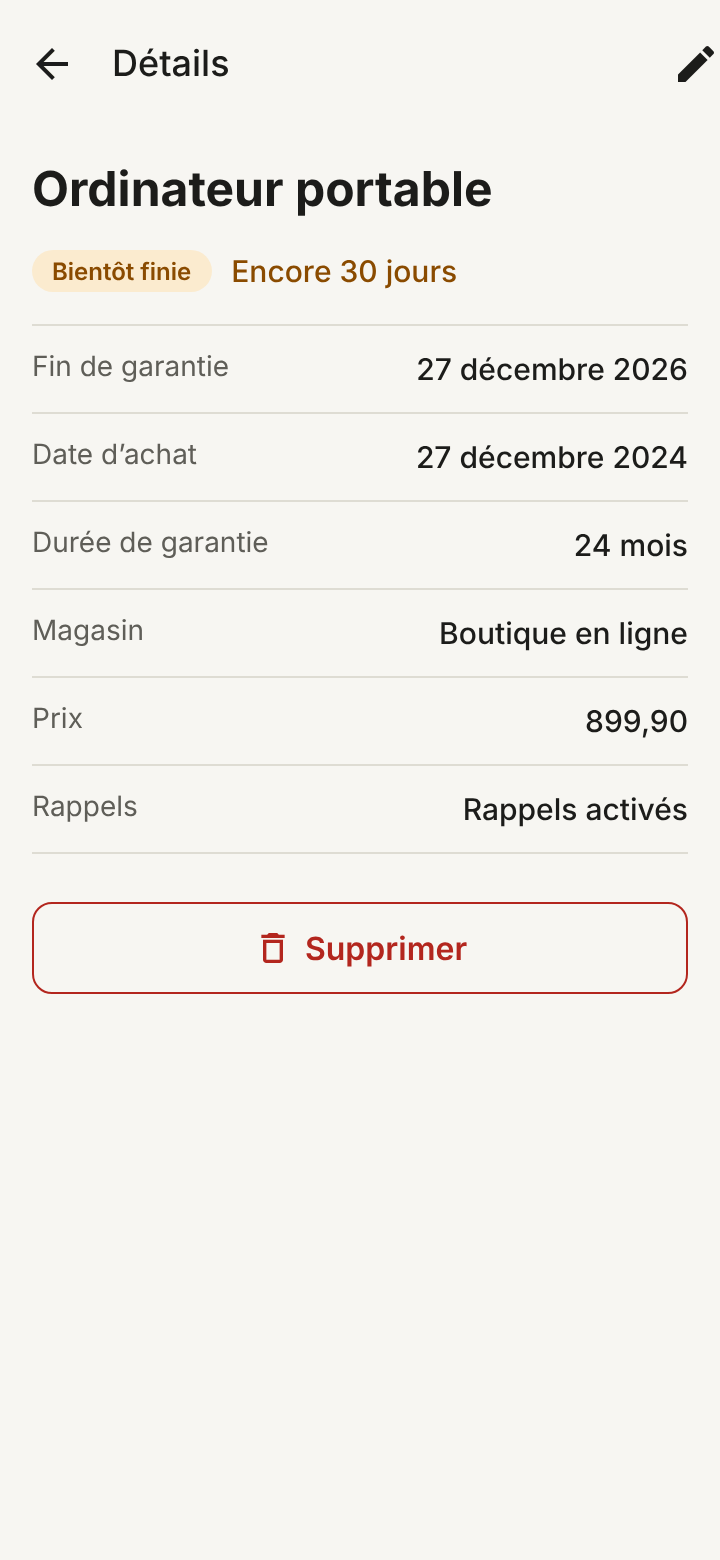 Détails
Ordinateur portable
Bientôt finie Encore 30 jours
Fin de garantie 27 décembre 2026
Date d’achat 27 décembre 2024
Durée de garantie 24 mois
Magasin Boutique en ligne
Prix 899,90
Rappels Rappels activés
Supprimer